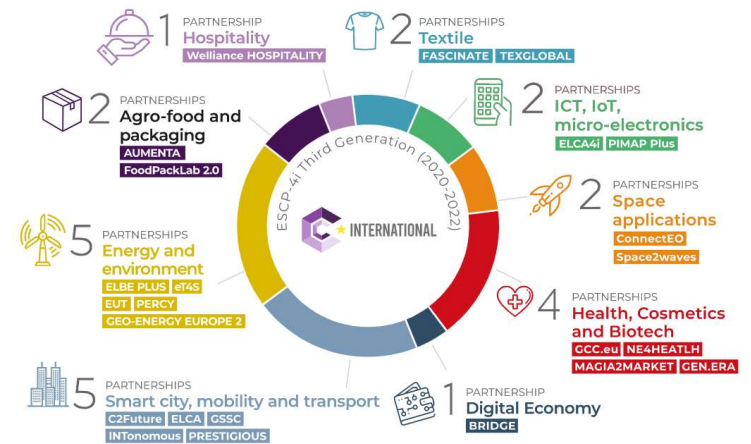 1 PARTNERSHIP
Hospitality
Welliance HOSPITALITY
2 PARTNERSHIPS
Textile
FASCINATE TEXGLOBAL
2 PARTNERSHIPS
Agro-food and
packaging
AUMENTA
FoodPackLab 2.0
2 PARTNERSHIPS
ICT, IoT,
micro-electronics
ELCA4i PIMAP Plus
ESCP-4i Third Generation (2020-2022)
INTERNATIONAL
2 PARTNERSHIPS
Space
applications
ConnectEO
Space2waves
5 PARTNERSHIPS
Energy and
environment
ELBE PLUS eT4S
EUT PERCY
GEO-ENERGY EUROPE 2
4 PARTNERSHIPS
Health, Cosmetics
and Biotech
GCC.eu NE4HEATLH
MAGIA2MARKET GEN.ERA
5 PARTNERSHIPS
Smart city, mobility and transport
C2Future ELCA GSSC
INTonomous PRESTIGIOUS
1 PARTNERSHIP
Digital Economy
BRIDGE